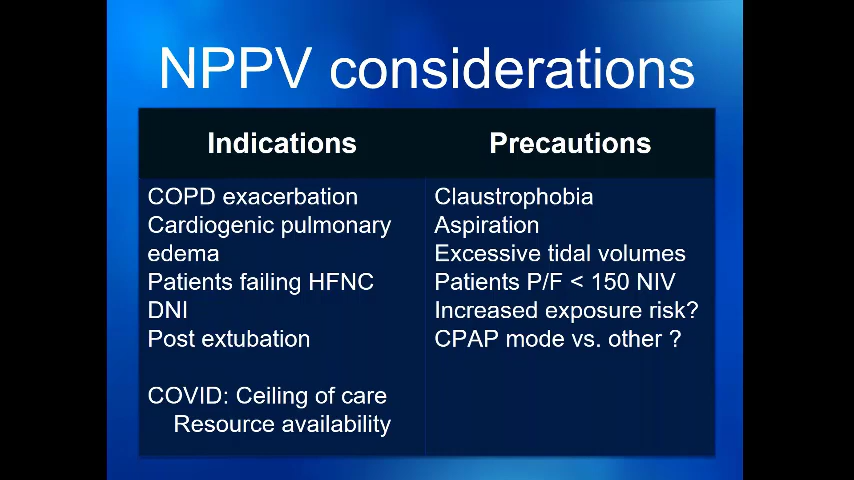 NPPV considerations
Indications
Precautions
COPD exacerbation
Cardiogenic pulmonary
edema
Patients failing HFNC
DNI
Post extubation
COVID: Ceiling of care
Resource availability
Claustrophobia
Aspiration
Excessive tidal volumes
Patients P/F < 150 NIV
Increased exposure risk?
CPAP mode vs. other ?